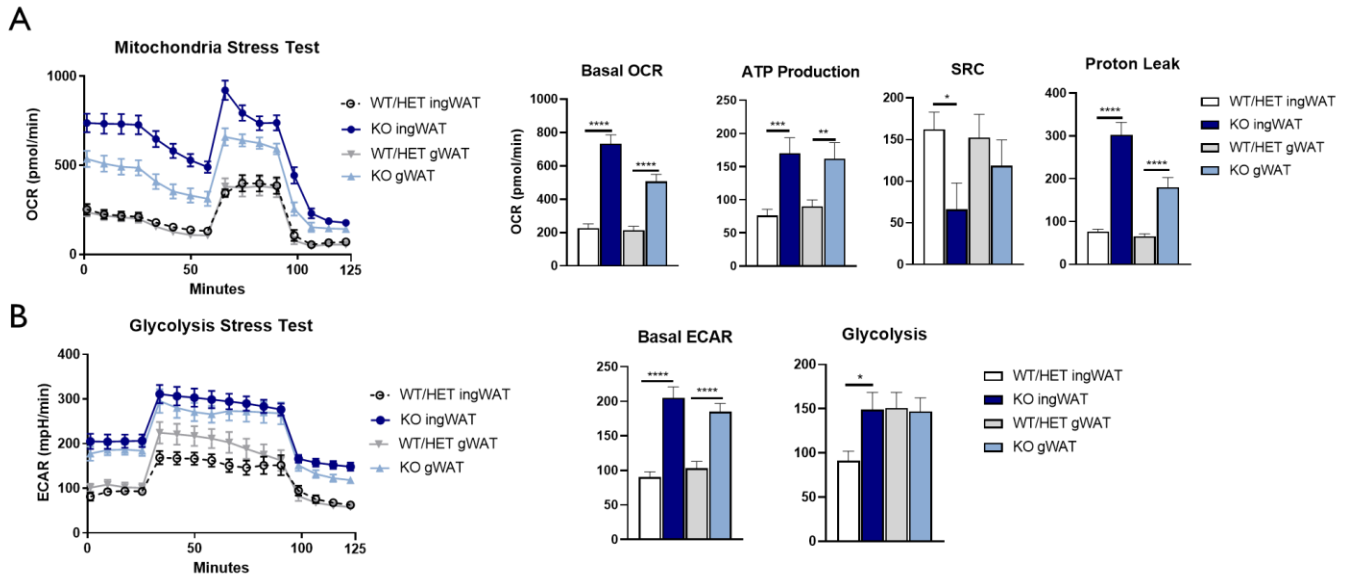 A
Mitochondria Stress Test
1000
500
0
OCR (pmol/min)
0 50 100 125
Minutes
WT/HET ingWAT
KO ingWAT
WT/HET gWAT
KO gWAT
Basal OCR
OCR (pmol/min)
1000
800
600
400
200
0
****
****
ATP Production
250
200
150
100
50
0
***
**
SRC
200
150
100
50
0
*
Proton Leak
400
300
200
100
0
****
****
WT/HET ingWAT
KO ingWAT
WT/HET gWAT
KO gWAT
B
Glycolysis Stress Test
400
300
200
100
0
ECAR (mpH/min)
0 50 100 125
Minutes
WT/HET ingWAT
KO ingWAT
WT/HET gWAT
KO gWAT
Basal ECAR
250
200
150
100
50
0
****
****
Glycolysis
200
150
100
50
0
*
WT/HET ingWAT
KO ingWAT
WT/HET gWAT
KO gWAT